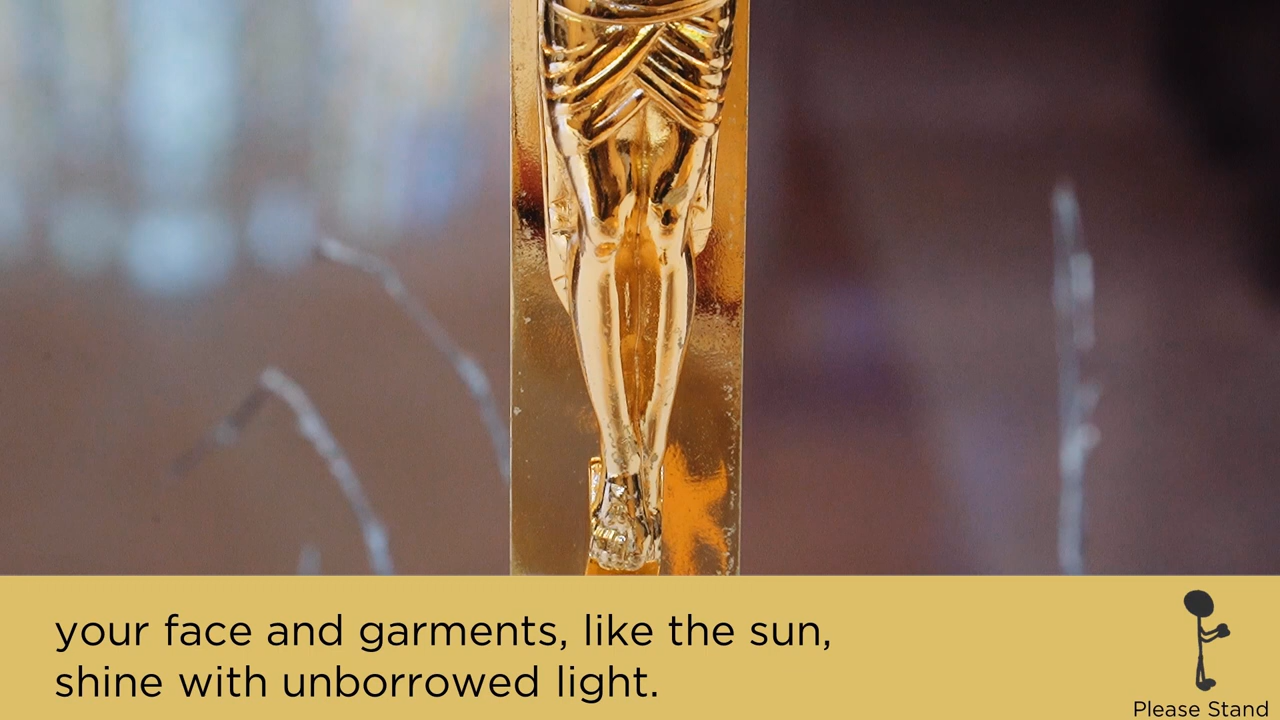 your face and garments, like the sun,
shine with unborrowed light.
Please Stand